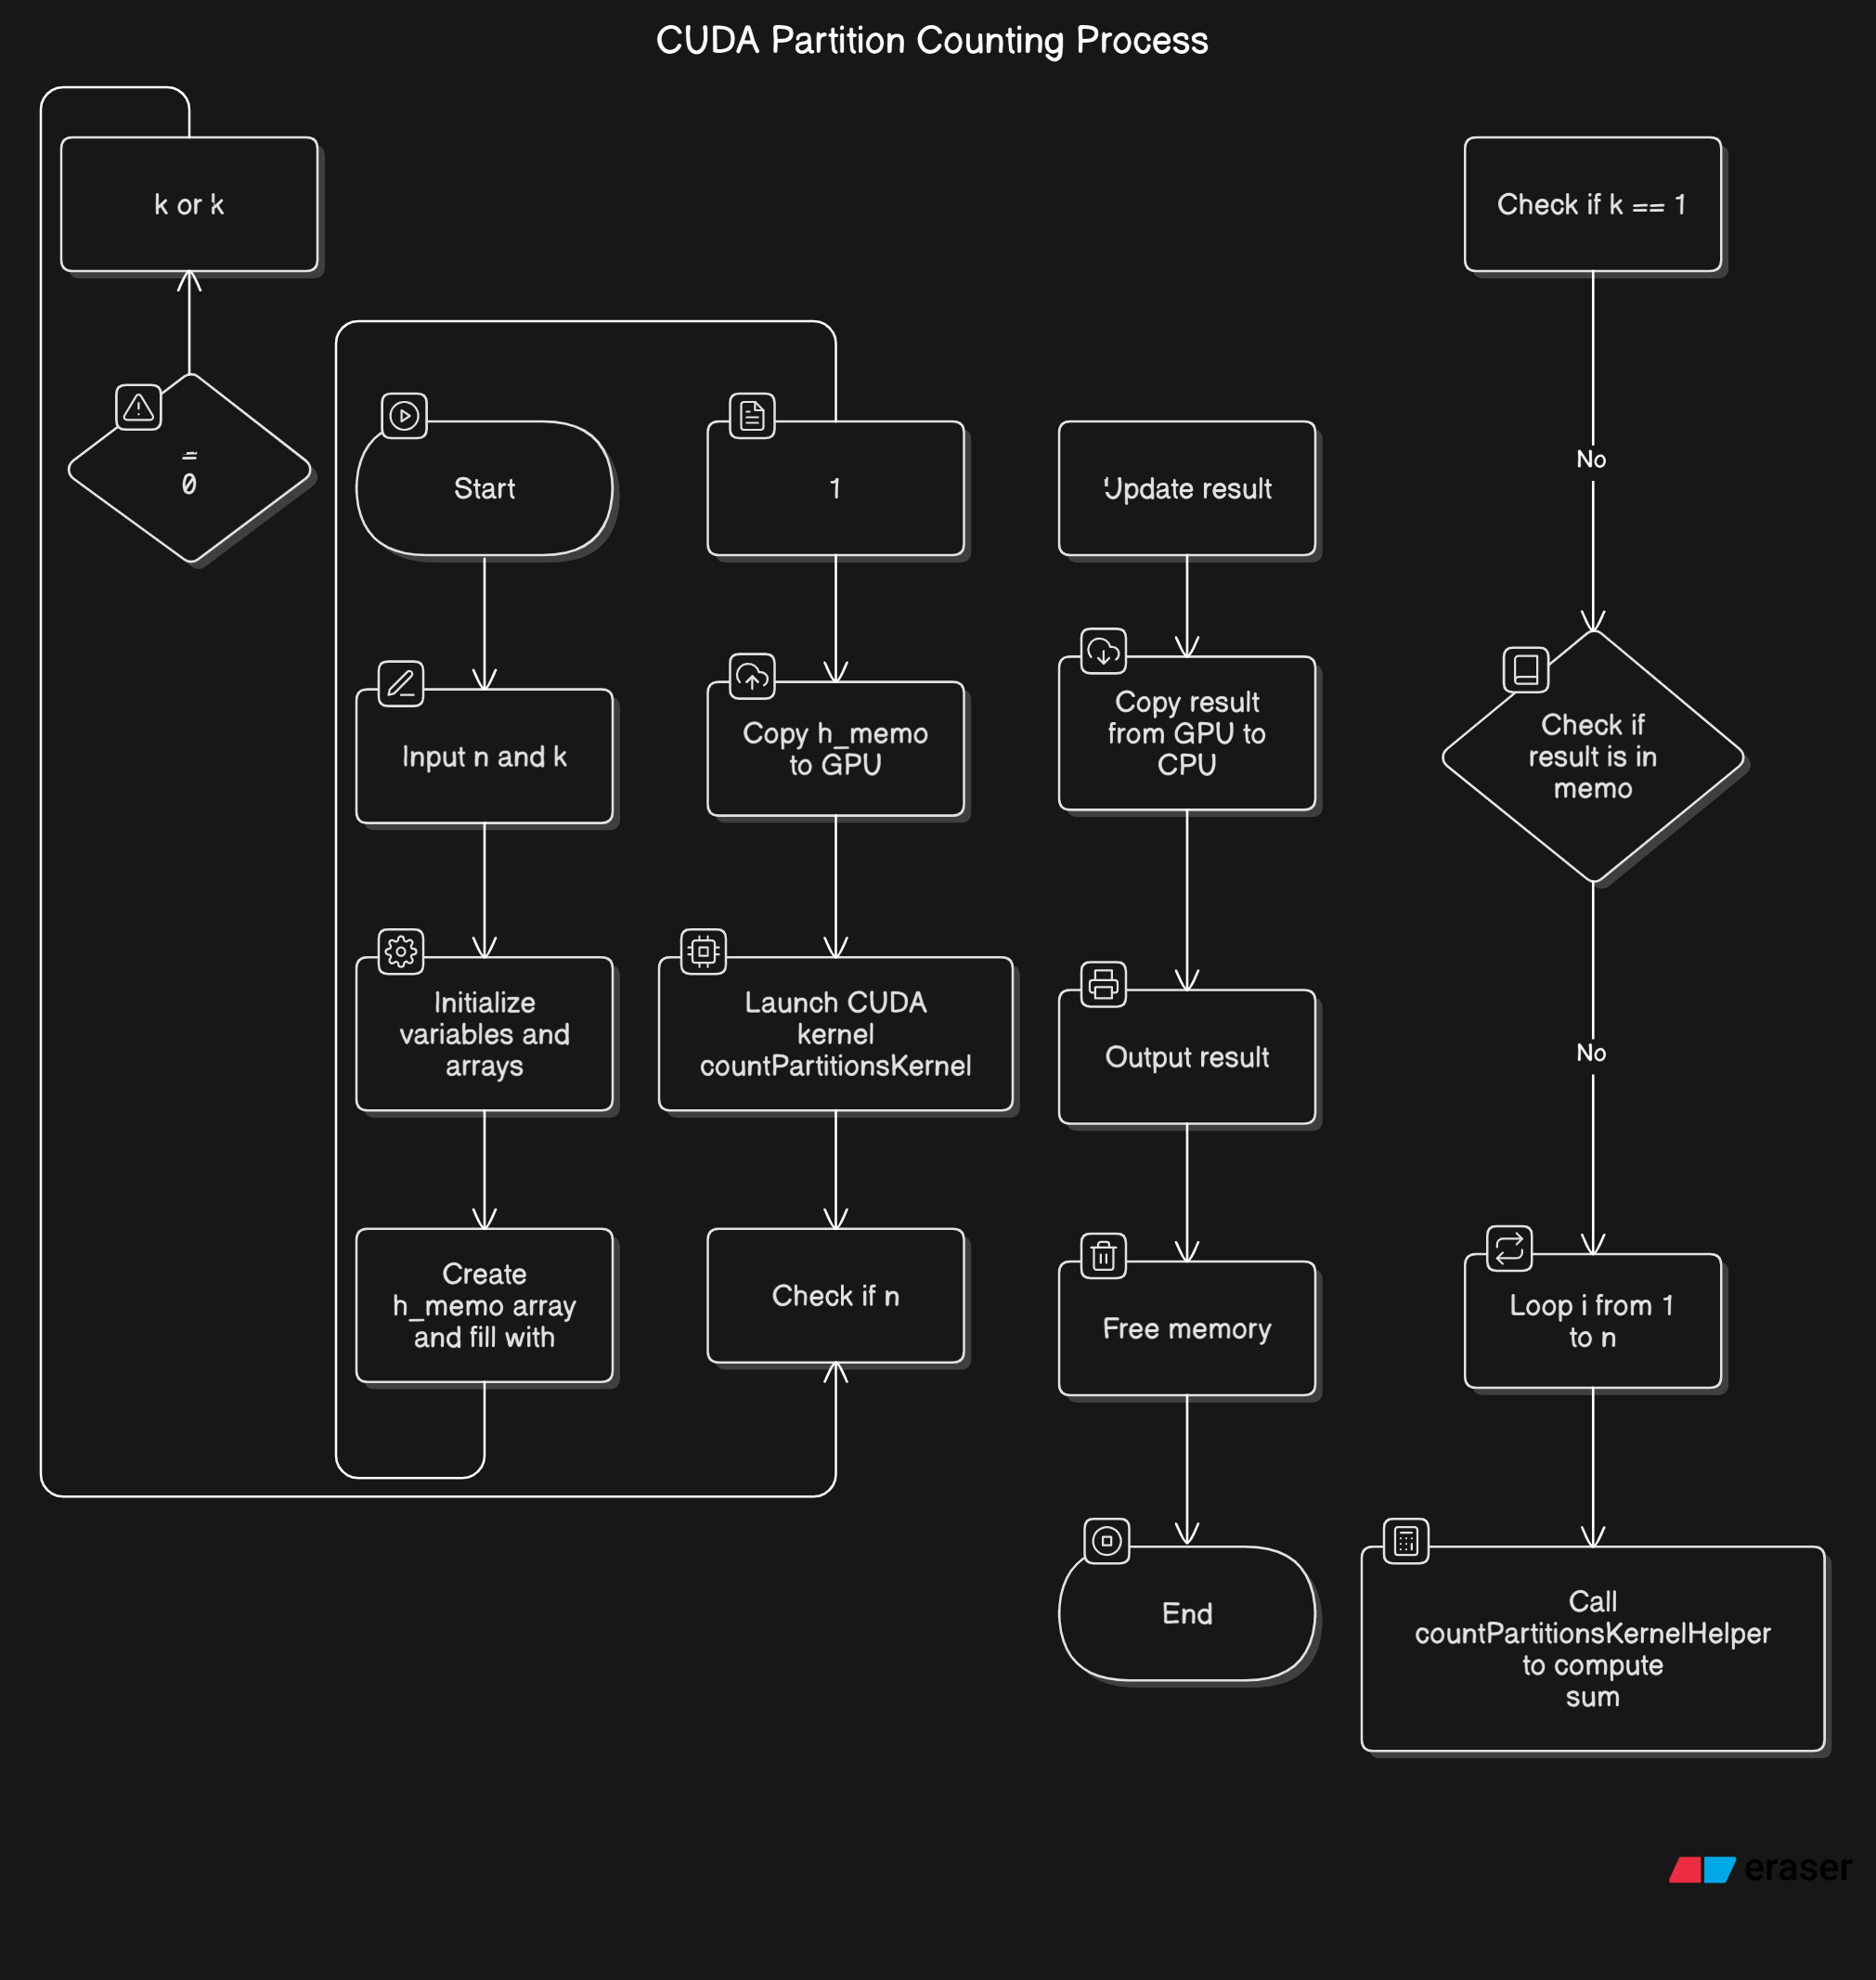 CUDA Partition Counting Process
k or k
=
0
Start
Input n and k
Initialize
variables and
arrays
Create
h_memo array
and fill with
1
Copy h_memo
to GPU
Launch CUDA
kernel
countPartitionsKernel
Check if n
Update result
Copy result
from GPU to
CPU
Output result
Free memory
End
Check if k == 1
No
Check if
result is in
memo
No
Loop i from 1
to n
Call
countPartitionsKernelHelper
to compute
sum
eraser